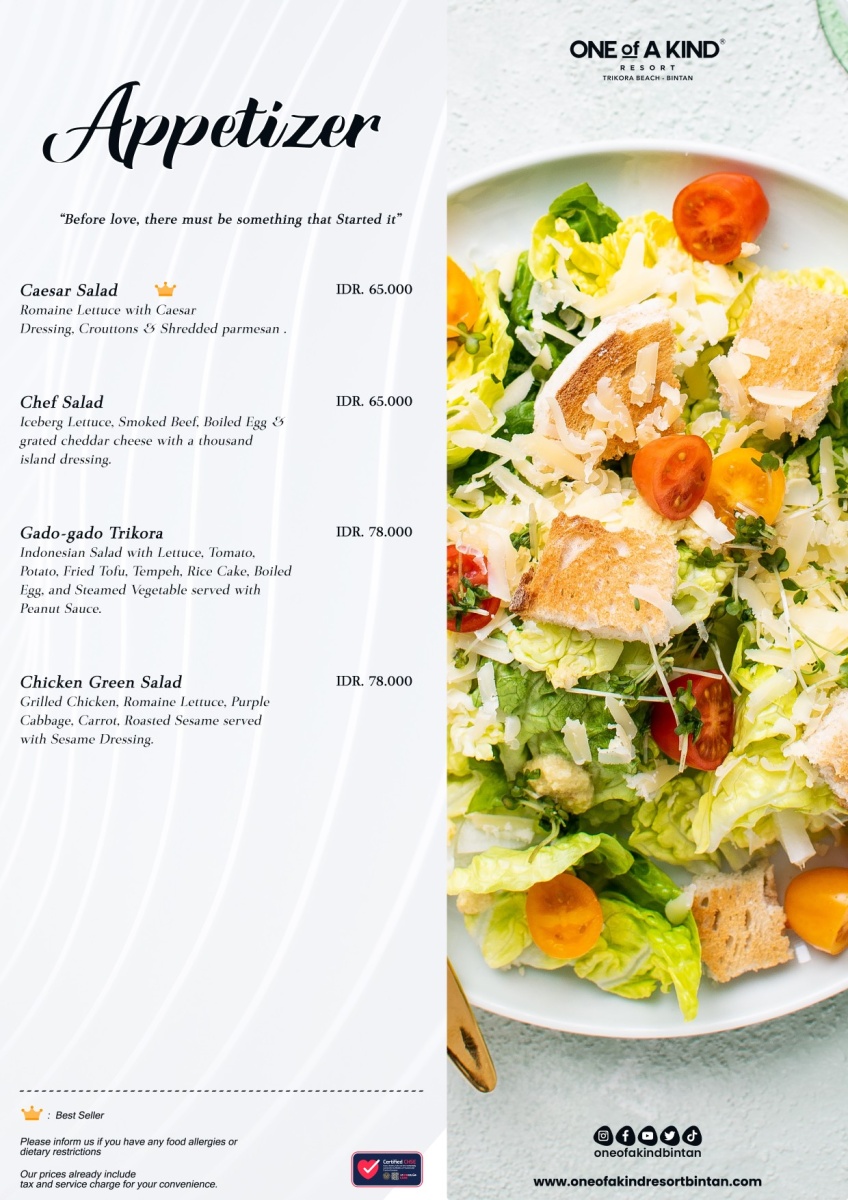 Appetizer
“Before love, there must be something that Started it”
Caesar Salad IDR. 65.000
Romaine Lettuce with Caesar
Dressing, Crouttons & Shredded parmesan .
Chef Salad IDR. 65.000
Iceberg Lettuce, Smoked Beef, Boiled Egg &
grated cheddar cheese with a thousand
island dressing.
Gado-gado Trikora IDR. 78.000
Indonesian Salad with Lettuce, Tomato,
Potato, Fried Tofu, Tempeh, Rice Cake, Boiled
Egg, and Steamed Vegetable served with
Peanut Sauce.
Chicken Green Salad IDR. 78.000
Grilled Chicken, Romaine Lettuce, Purple
Cabbage, Carrot, Roasted Sesame served
with Sesame Dressing.
: Best Seller
Please inform us if you have any food allergies or
dietary restrictions
Our prices already include
tax and service charge for your convenience.
Certified CHSE
ONE of A KIND®
RESORT
TRIKORA BEACH - BINTAN
oneofakindbintan
www.oneofakindresortbintan.com